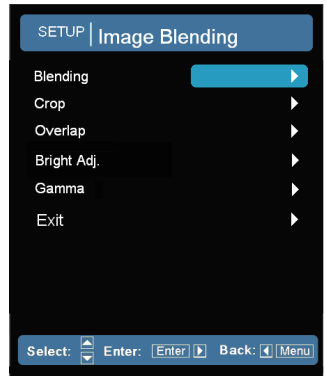 SETUP | Image Blending
Blending
Crop
Overlap
Bright Adj.
Gamma
Exit
Select: Enter: Enter Back: Menu